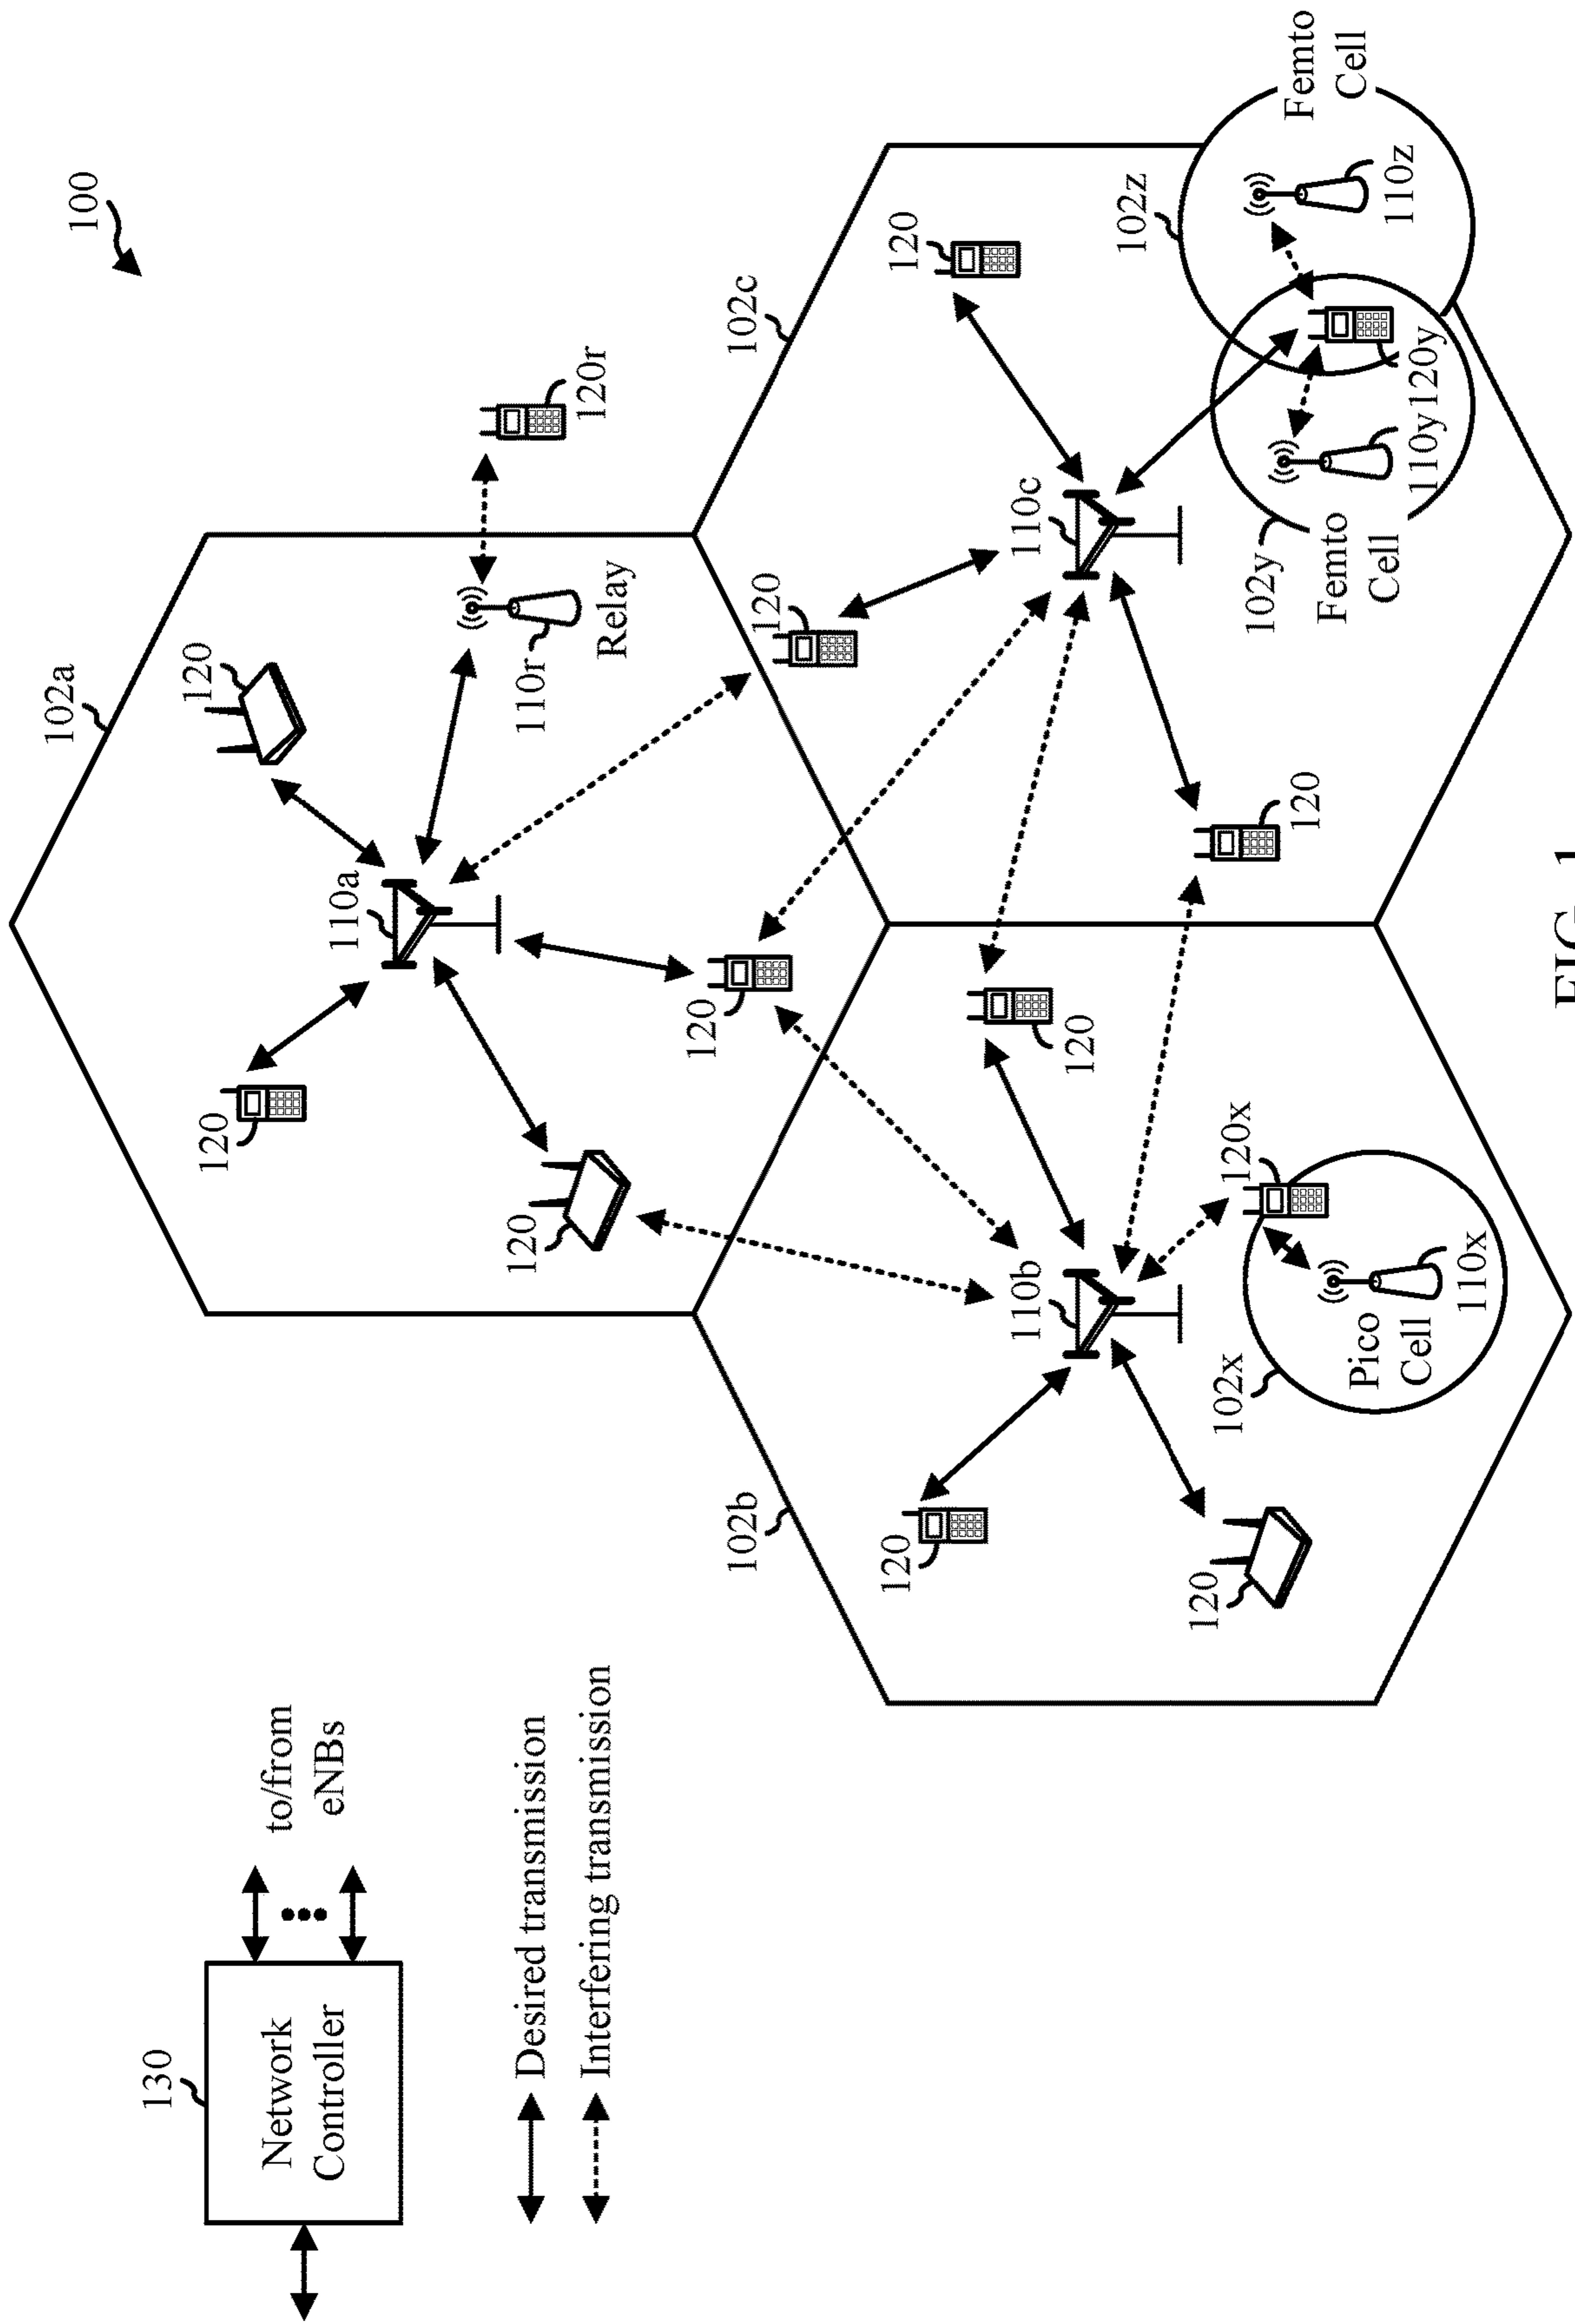 100
102a
130
Network
Controller
to/from
eNBs
120
120
110a
120
110r
120r
Relay
Desired transmission
Interfering transmission
120
120
102b
102c
120
120
110b
110c
120
102z
120
102x
120x
120
102y
Femto
Cell
Pico
Cell
110x
Femto
Cell
110y
120y
110z
FIG. 1